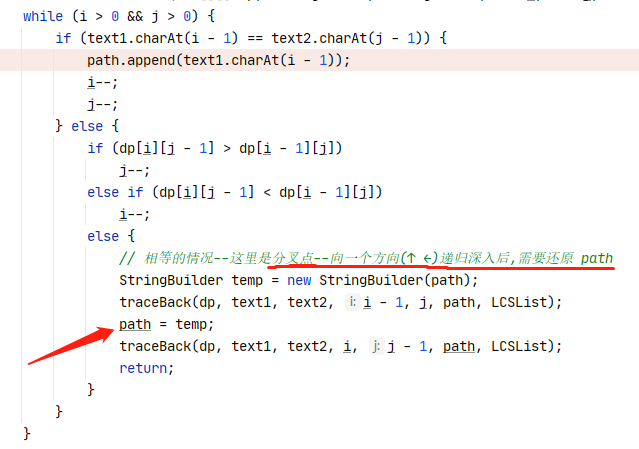 while (i > 0 && j > 0) {
if (text1.charAt(i - 1) == text2.charAt(j - 1)) {
path.append(text1.charAt(i - 1));
i--;
j--;
} else {
if (dp[i][j - 1] > dp[i - 1][j])
j--;
else if (dp[i][j - 1] < dp[i - 1][j])
i--;
else {
// 相等的情况--这里是分叉点--向一个方向(↑ ←)递归深入后,需要还原 path
StringBuilder temp = new StringBuilder(path);
traceBack(dp, text1, text2, i: i - 1, j, path, LCSList);
path = temp;
traceBack(dp, text1, text2, i, j: j - 1, path, LCSList);
return;
}
}
}